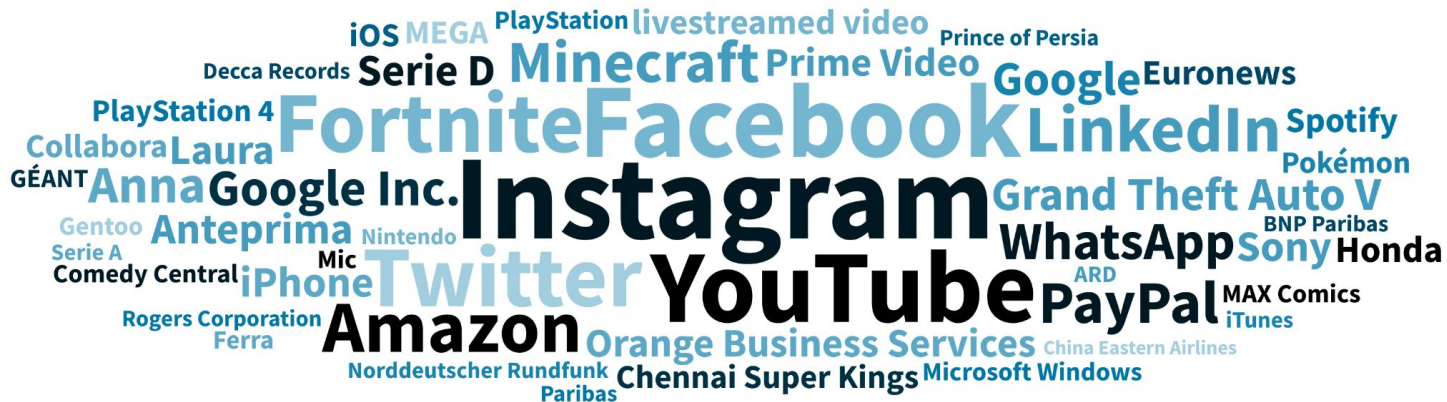 iOS MEGA PlayStation livestreamed video Prince of Persia
Decca Records Serie D Minecraft Prime Video Google Euronews
PlayStation 4 Fortnite Facebook LinkedIn Spotify
Collabora Laura Pokémon
GÉANT Anna Google Inc. Instagram Grand Theft Auto V
Gentoo Anteprima Nintendo WhatsApp BNP Paribas
Serie A Mic Sony Honda
Comedy Central iPhone Twitter YouTube ARD
Rogers Corporation Amazon PayPal MAX Comics
Ferra Orange Business Services China Eastern Airlines iTunes
Norddeutscher Rundfunk Chennai Super Kings Microsoft Windows
Paribas